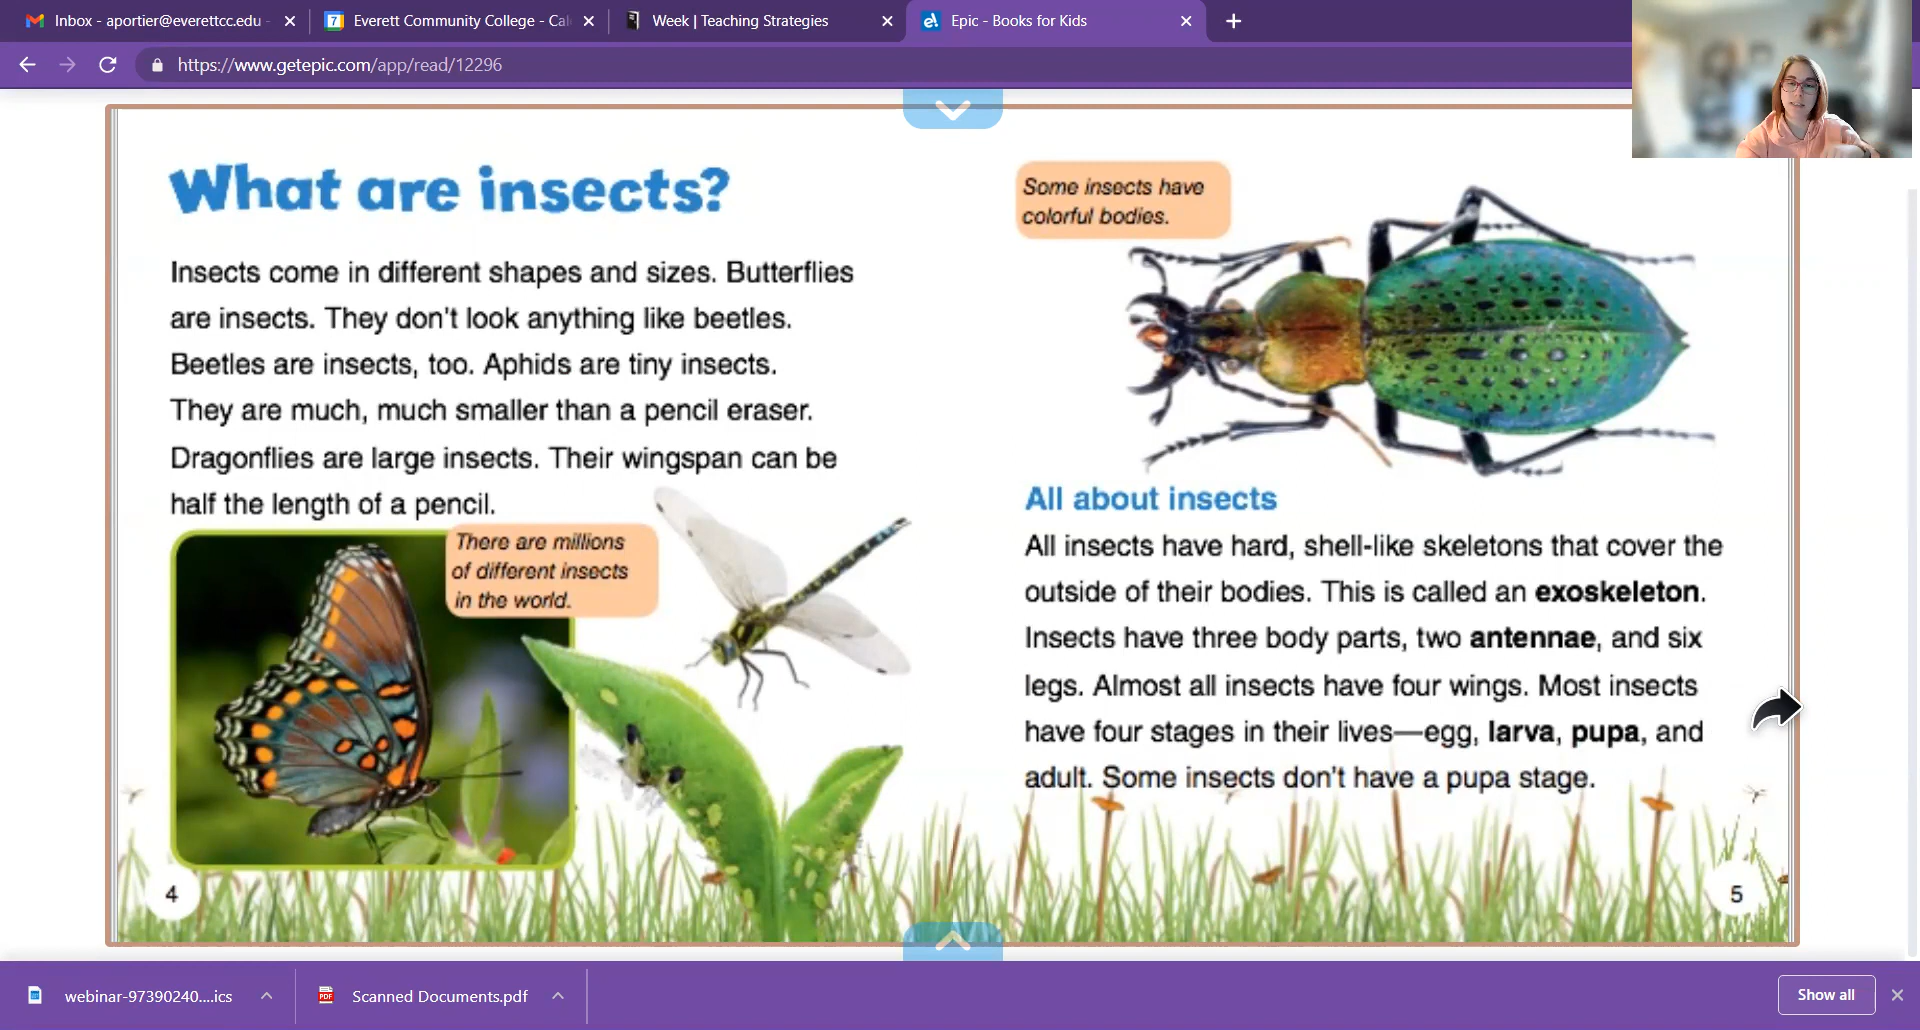 Inbox - aportier@everettcc.edu -
7
Everett Community College - Cal
Week | Teaching Strategies
Epic - Books for Kids
https://www.getepic.com/app/read/12296
What are insects?
Insects come in different shapes and sizes. Butterflies
are insects. They don't look anything like beetles.
Beetles are insects, too. Aphids are tiny insects.
They are much, much smaller than a pencil eraser.
Dragonflies are large insects. Their wingspan can be
half the length of a pencil.
There are millions
of different insects
in the world.
4
Some insects have
colorful bodies.
All about insects
All insects have hard, shell-like skeletons that cover the
outside of their bodies. This is called an exoskeleton.
Insects have three body parts, two antennae, and six
legs. Almost all insects have four wings. Most insects
have four stages in their lives—egg, larva, pupa, and
adult. Some insects don't have a pupa stage.
5
webinar-97390240....ics
PDF
Scanned Documents.pdf
Show all